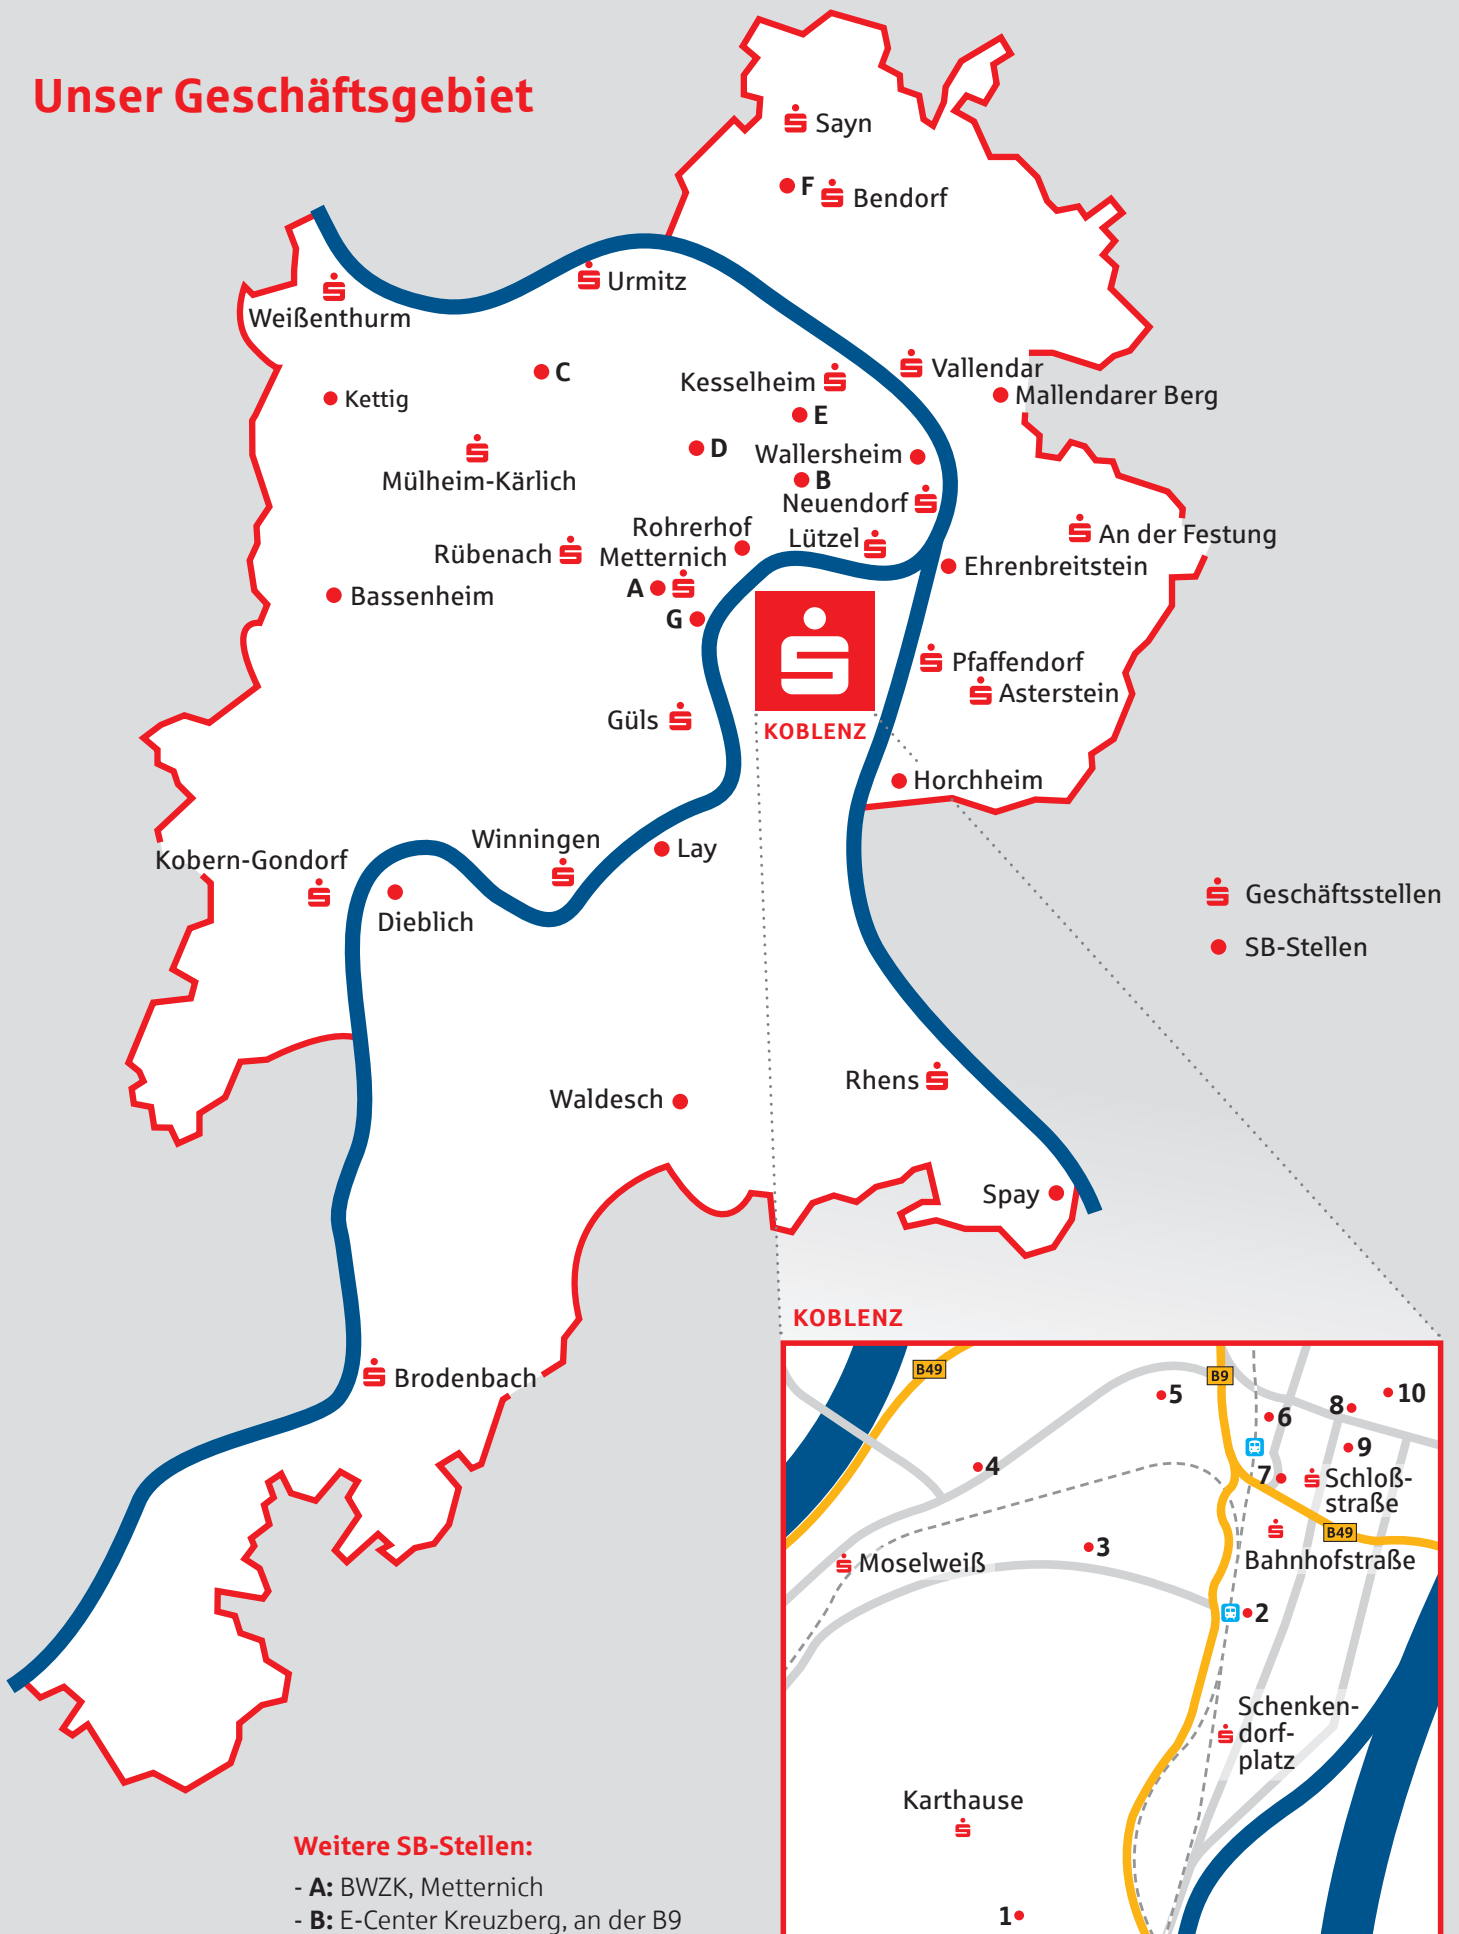 Unser Geschäftsgebiet
Sayn
F
Bendorf
Urmitz
Weißenthurm
C
Kettig
Kesselheim
Vallendar
Mallendarer Berg
E
D
Wallersheim
B
Mülheim-Kärlich
Neuendorf
Rohrerhof
Lützel
An der Festung
Rübenach
Metternich
Ehrenbreitstein
A
Bassenheim
G
Pfaffendorf
Asterstein
Güls
KOBLENZ
Horchheim
Winningen
Lay
Kobern-Gondorf
Dieblich
Geschäftsstellen
SB-Stellen
Rhens
Waldesch
Spay
Brodenbach
KOBLENZ
B49
B9
5
10
8
6
9
4
7
Schloß-
straße
B49
3
Bahnhofstraße
Moselweiß
2
Schenken-
dorf-
platz
Karthause
1
Weitere SB-Stellen:
- A: BWZK, Metternich
- B: E-Center Kreuzberg, an der B9